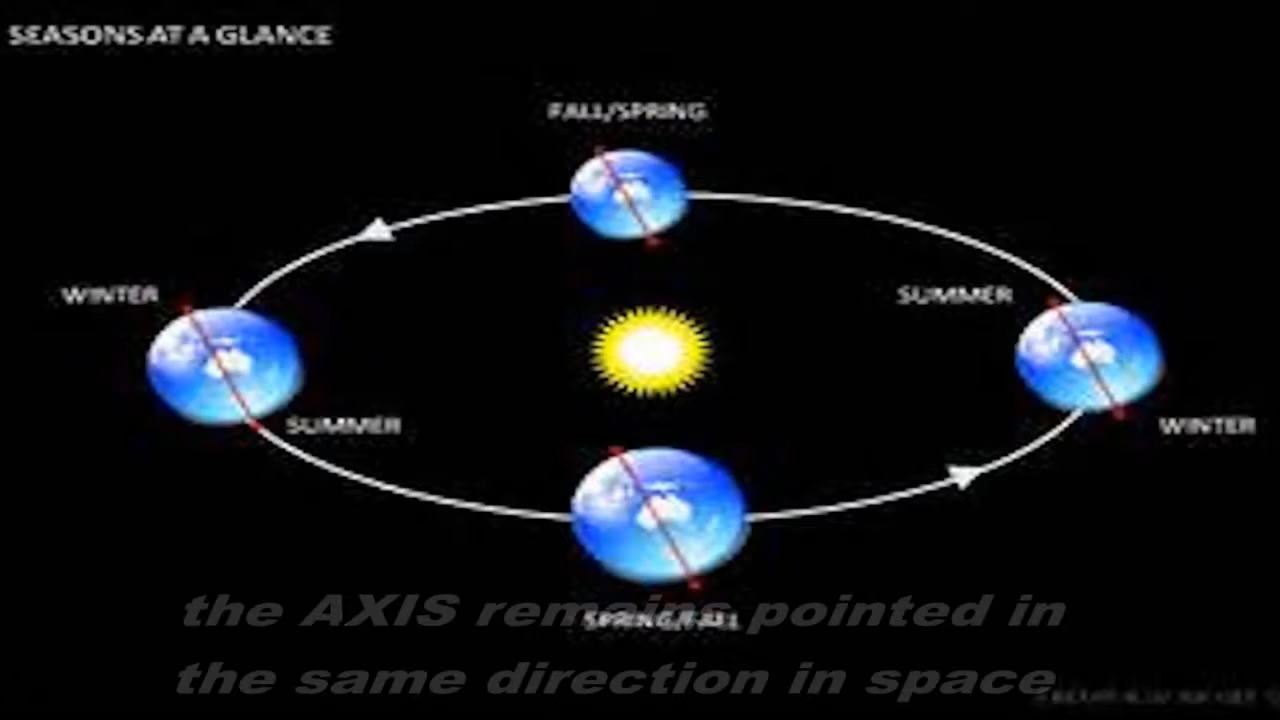 SEASONS AT A GLANCE
FALL/SPRING
WINTER
SUMMER
SUMMER
WINTER
the AXIS remains pointed in
SPRING/FALL
the same direction in space